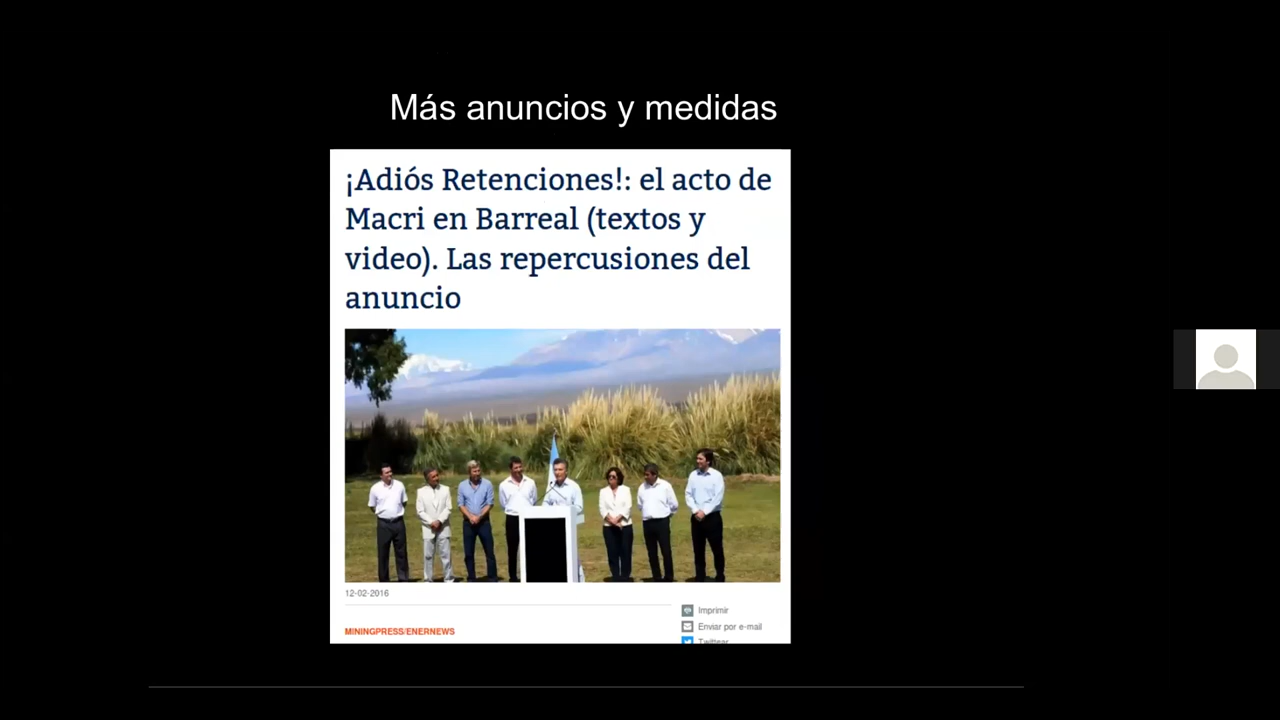 Más anuncios y medidas
¡Adiós Retenciones!: el acto de
Macri en Barreal (textos y
video). Las repercusiones del
anuncio
12-02-2016
Imprimir
Enviar por e-mail
MININGPRESS/ENERNEWS
Twittear